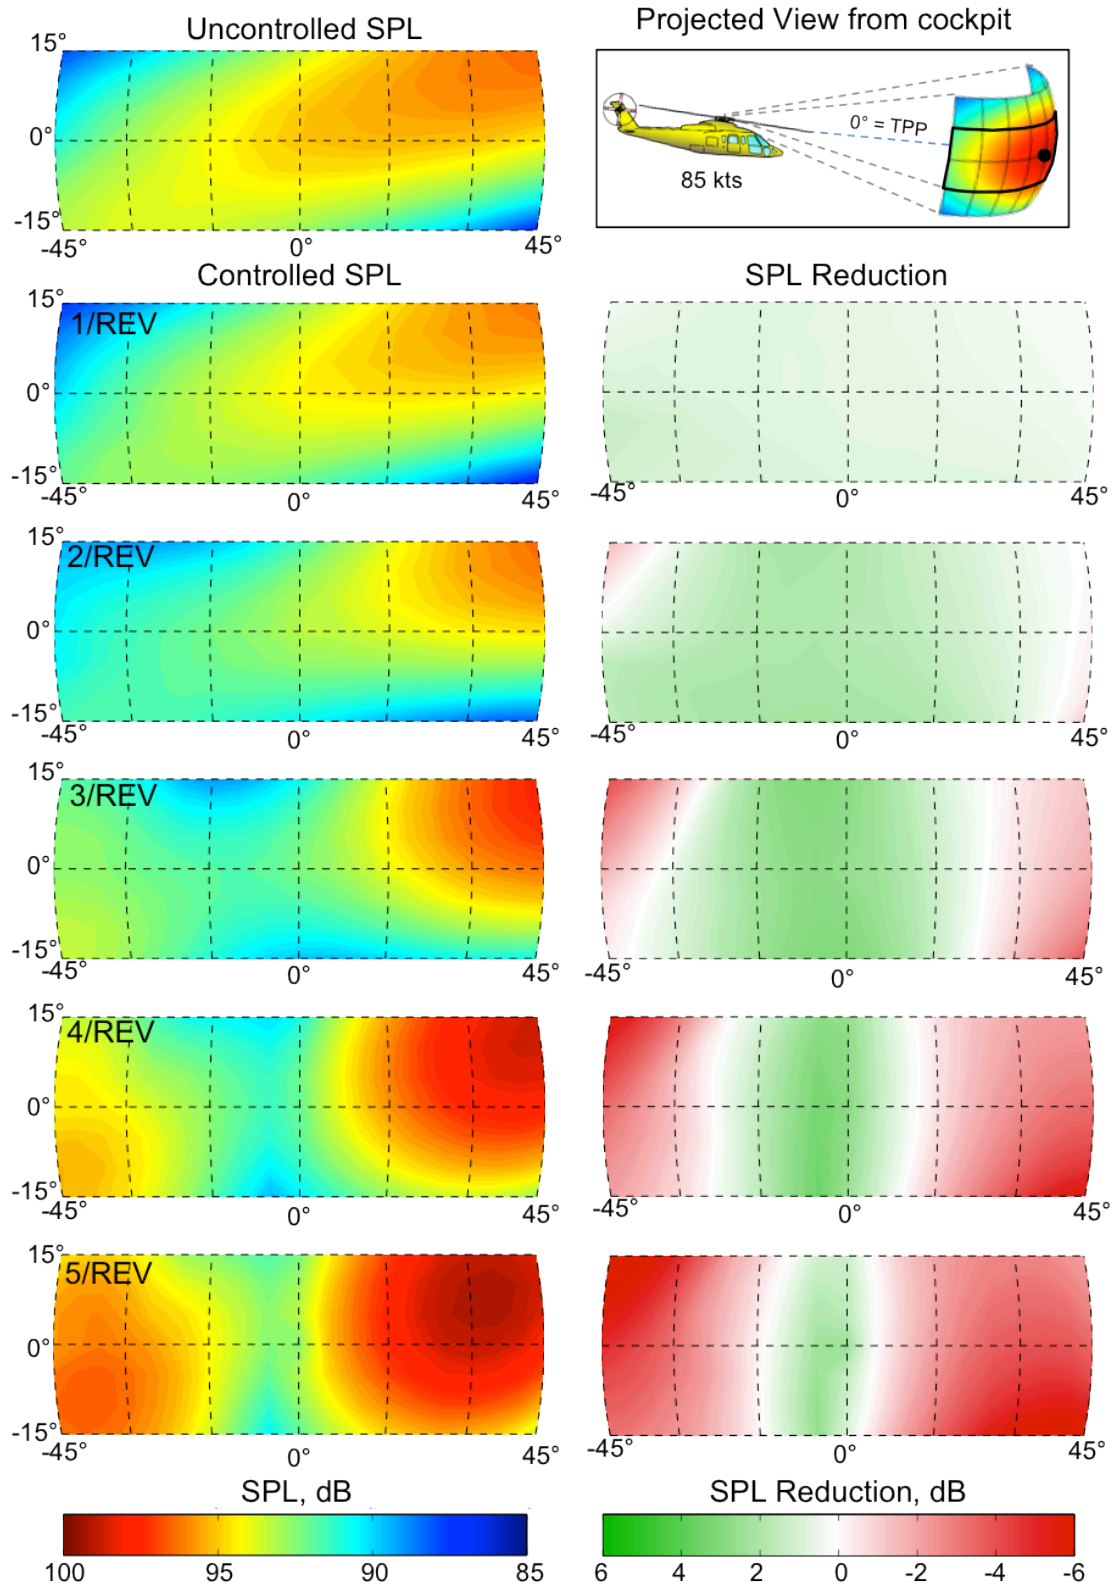 Uncontrolled SPL
Projected View from cockpit
15°
0°
-15°
-45° 0° 45°
0° = TPP
85 kts
Controlled SPL
SPL Reduction
15°
1/REV
0°
-15°
-45° 0° 45°
-45° 0° 45°
15°
2/REV
0°
-15°
-45° 0° 45°
-45° 0° 45°
15°
3/REV
0°
-15°
-45° 0° 45°
-45° 0° 45°
15°
4/REV
0°
-15°
-45° 0° 45°
-45° 0° 45°
15°
5/REV
0°
-15°
-45° 0° 45°
-45° 0° 45°
SPL, dB
100 95 90 85
SPL Reduction, dB
6 4 2 0 -2 -4 -6